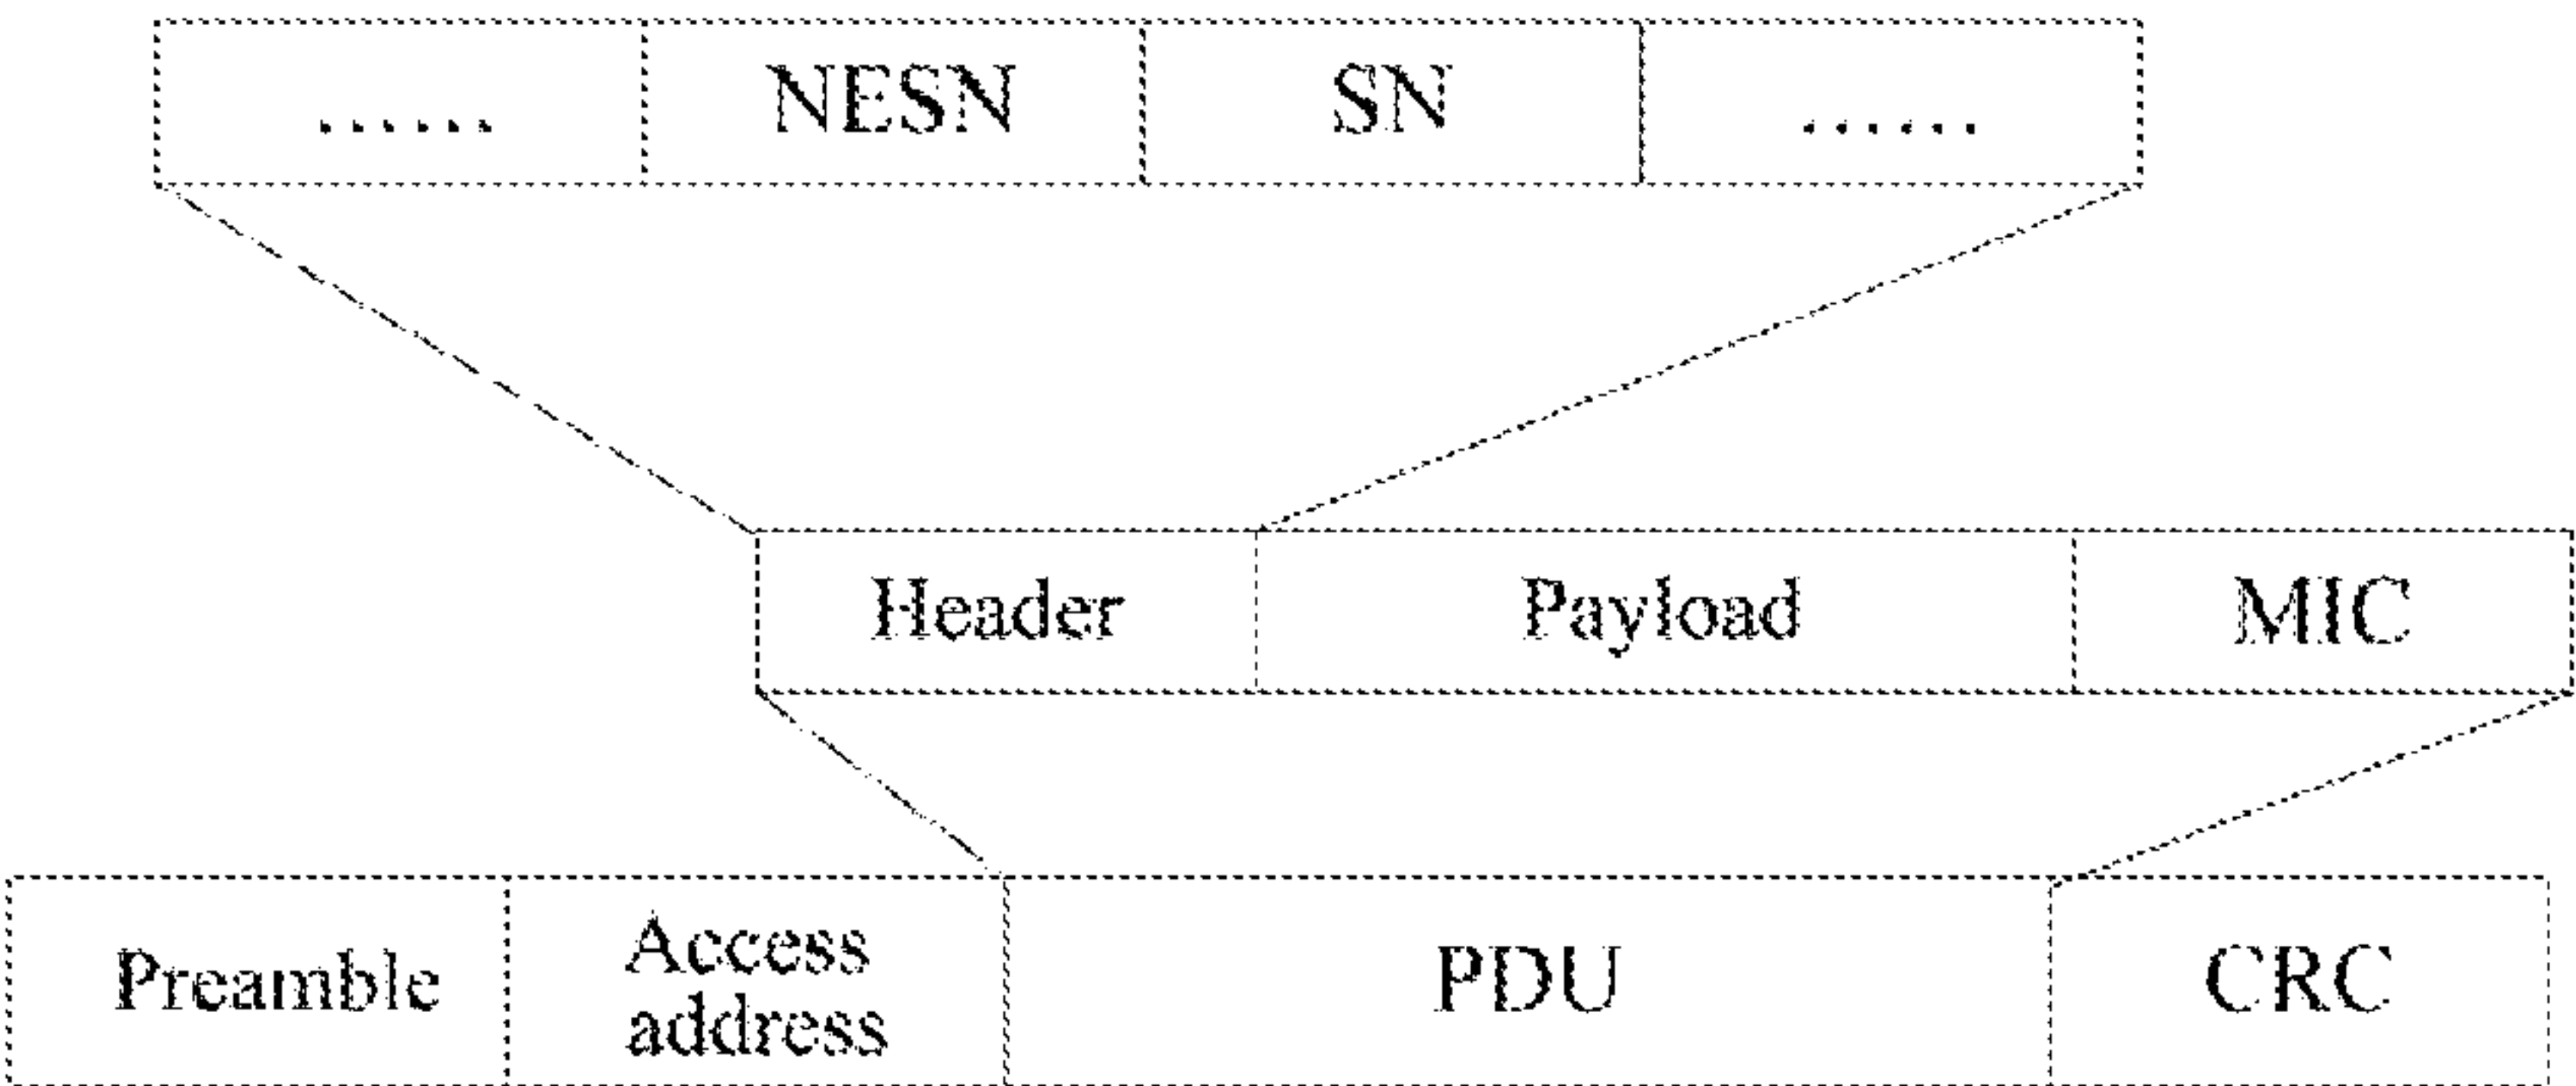 ...... NESN SN ......
Header Payload MIC
Preamble Access address PDU CRC